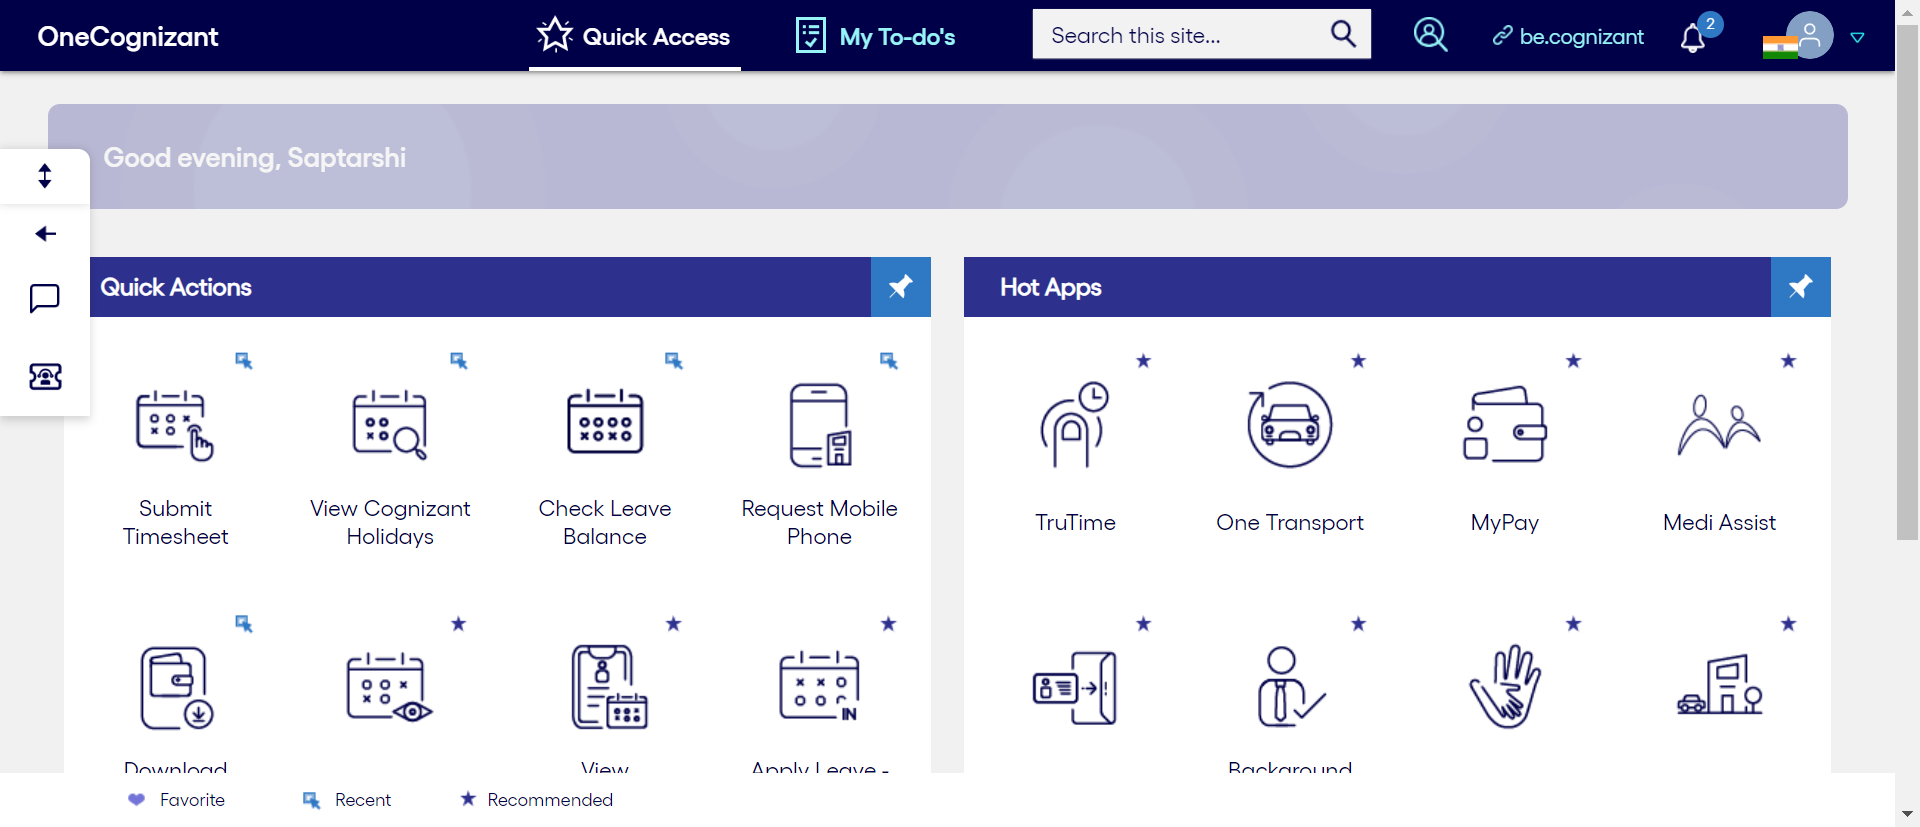 OneCognizant
Quick Access
My To-do's
Search this site...
be.cognizant
2
Good evening, Saptarshi
Quick Actions
Hot Apps
Submit
Timesheet
View Cognizant
Holidays
Check Leave
Balance
Request Mobile
Phone
TruTime
One Transport
MyPay
Medi Assist
IN
Download
View
Apply Leave -
Background
Favorite
Recent
Recommended